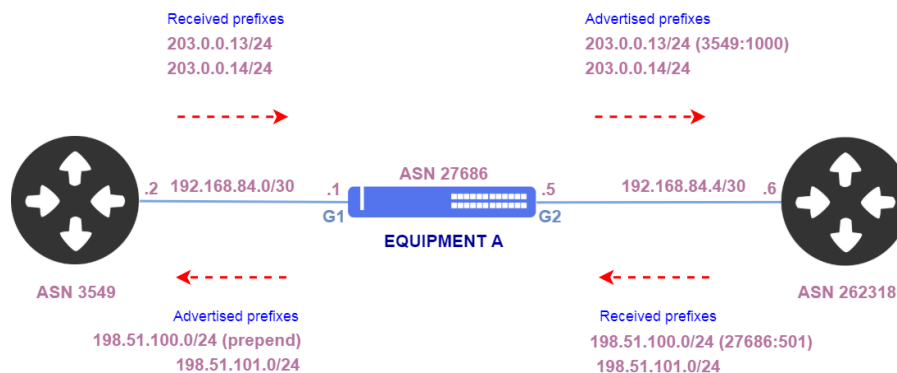 Received prefixes
203.0.0.13/24
203.0.0.14/24
Advertised prefixes
203.0.0.13/24 (3549:1000)
203.0.0.14/24
.2
192.168.84.0/30
.1
ASN 27686
.5
192.168.84.4/30
.6
G1
G2
EQUIPMENT A
ASN 3549
ASN 262318
Advertised prefixes
198.51.100.0/24 (prepend)
198.51.101.0/24
Received prefixes
198.51.100.0/24 (27686:501)
198.51.101.0/24